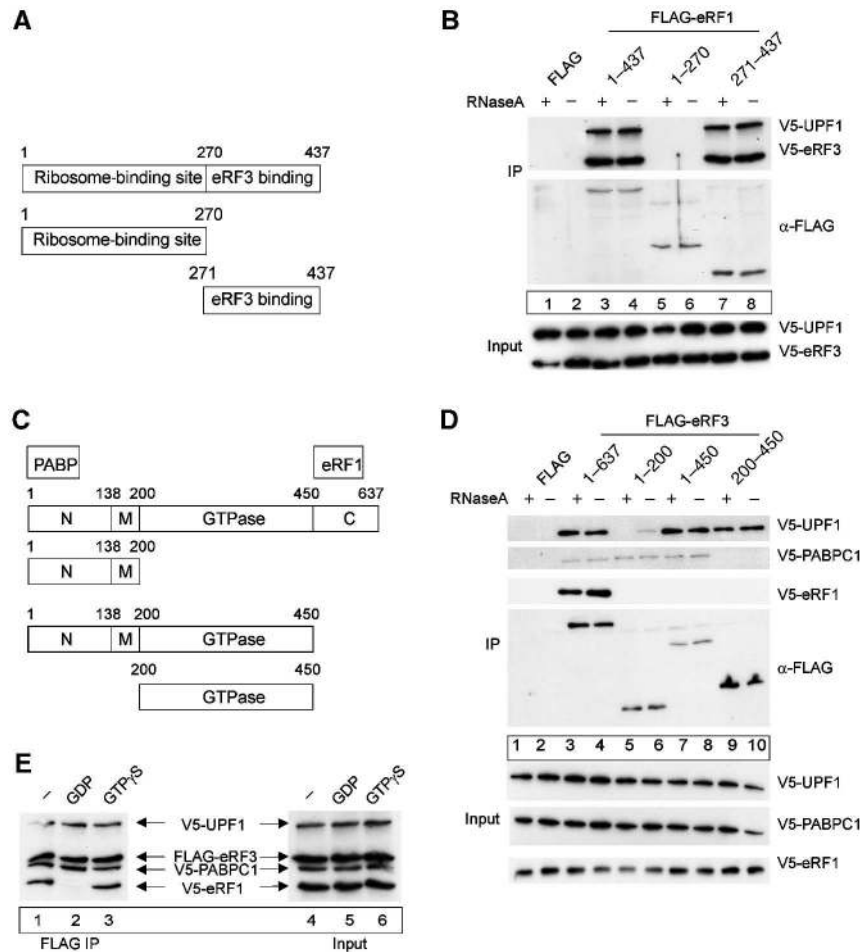 A
1 270 437
Ribosome-binding site eRF3 binding
1 270
Ribosome-binding site
271 437
eRF3 binding
B
FLAG-eRF1
FLAG 1–437 1–270 271–437
RNaseA + − + − + − + −
V5-UPF1
V5-eRF3
IP
α-FLAG
1 2 3 4 5 6 7 8
Input
V5-UPF1
V5-eRF3
C
PABP eRF1
1 138 200 450 637
N M GTPase C
1 138 200
N M
1 138 200 450
N M GTPase
200 450
GTPase
D
FLAG-eRF3
FLAG 1–637 1–200 1–450 200–450
RNaseA + − + − + − + − + −
V5-UPF1
V5-PABPC1
V5-eRF1
IP
α-FLAG
1 2 3 4 5 6 7 8 9 10
V5-UPF1
Input
V5-PABPC1
V5-eRF1
E
– GDP GTPγS – GDP GTPγS
V5-UPF1
FLAG-eRF3
V5-PABPC1
V5-eRF1
1 2 3 4 5 6
FLAG IP Input